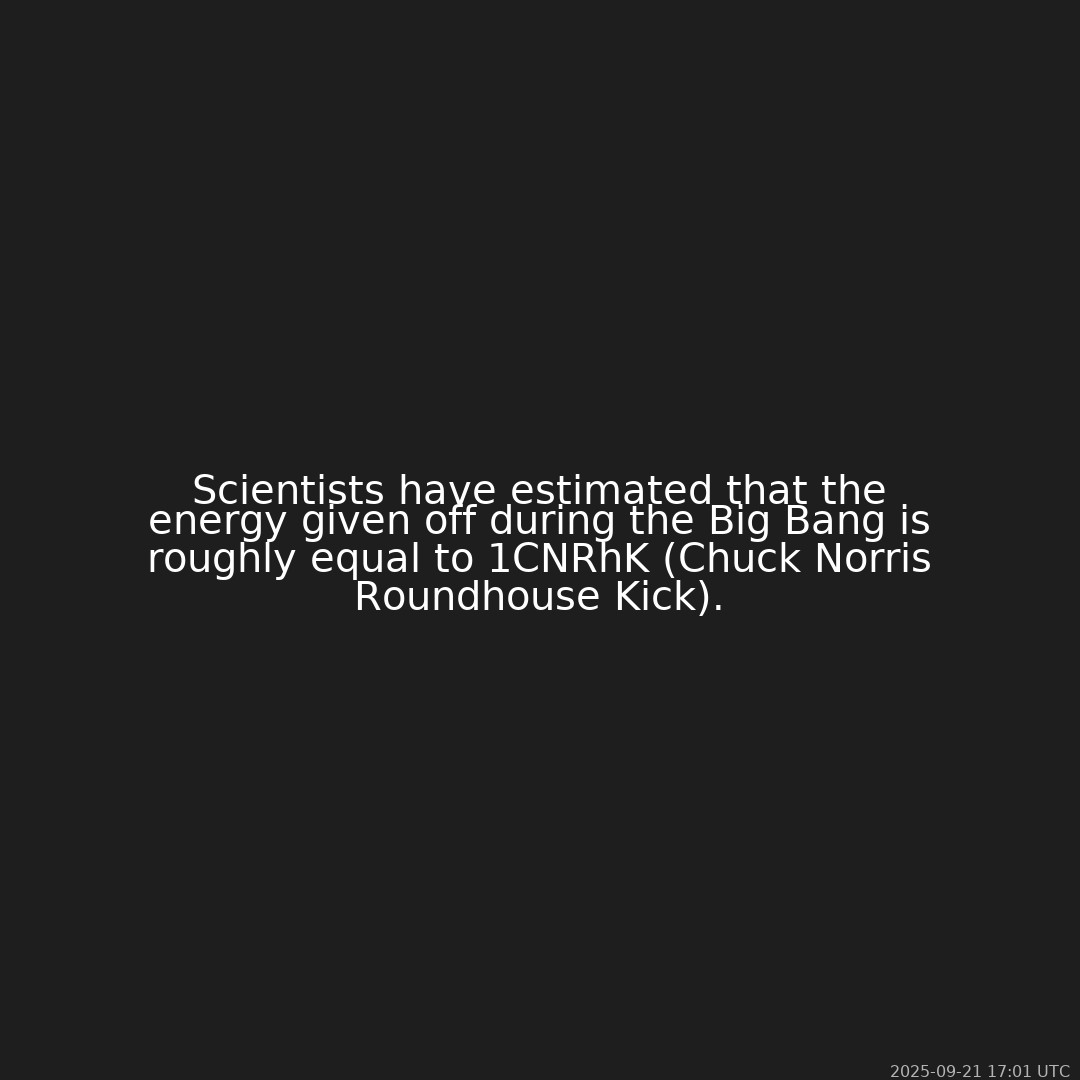 Scientists have estimated that the
energy given off during the Big Bang is
roughly equal to 1CNRhK (Chuck Norris
Roundhouse Kick).
2025-09-21 17:01 UTC